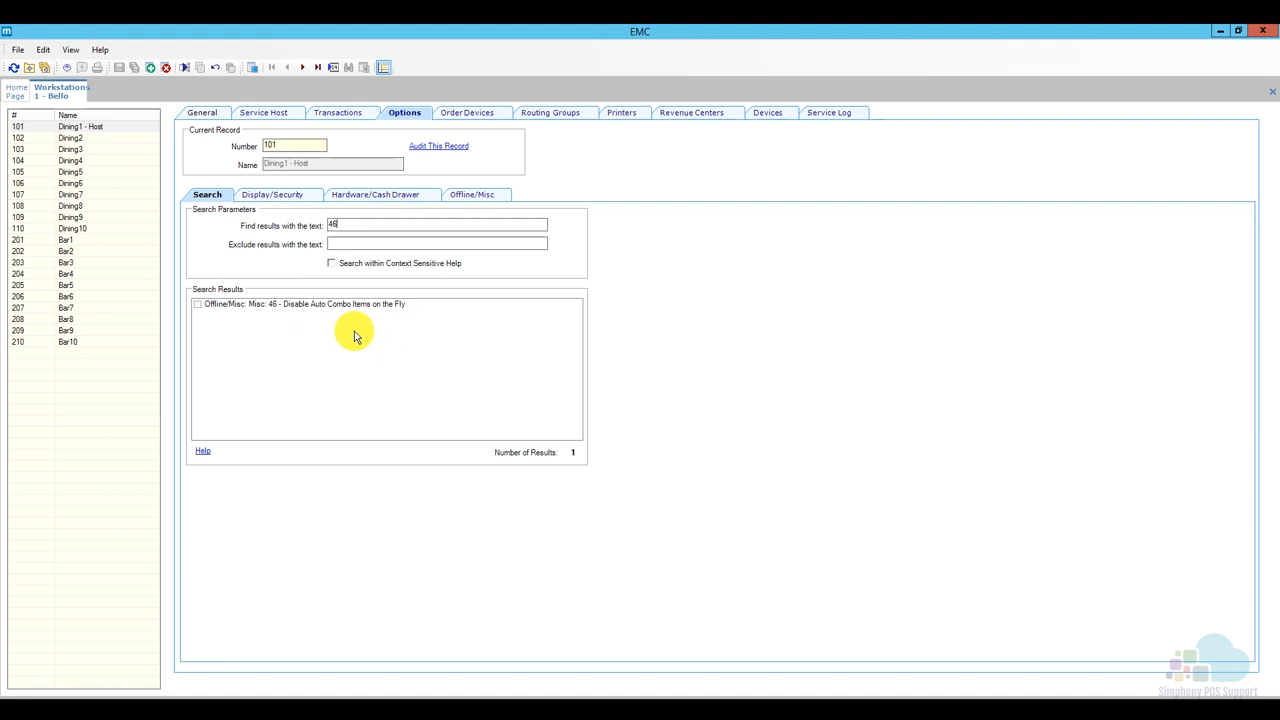 m
EMC
File Edit View Help
Home Page
Workstations 1 - Bello
# Name
101 Dining1 - Host
102 Dining2
103 Dining3
104 Dining4
105 Dining5
106 Dining6
107 Dining7
108 Dining8
109 Dining9
110 Dining10
201 Bar1
202 Bar2
203 Bar3
204 Bar4
205 Bar5
206 Bar6
207 Bar7
208 Bar8
209 Bar9
210 Bar10
General Service Host Transactions Options Order Devices Routing Groups Printers Revenue Centers Devices Service Log
Current Record
Number 101 Audit This Record
Name Dining1 - Host
Search Display/Security Hardware/Cash Drawer Offline/Misc
Search Parameters
Find results with the text: 46
Exclude results with the text:
Search within Context Sensitive Help
Search Results
Offline/Misc: Misc: 46 - Disable Auto Combo Items on the Fly
Help Number of Results: 1
Simphony POS Support